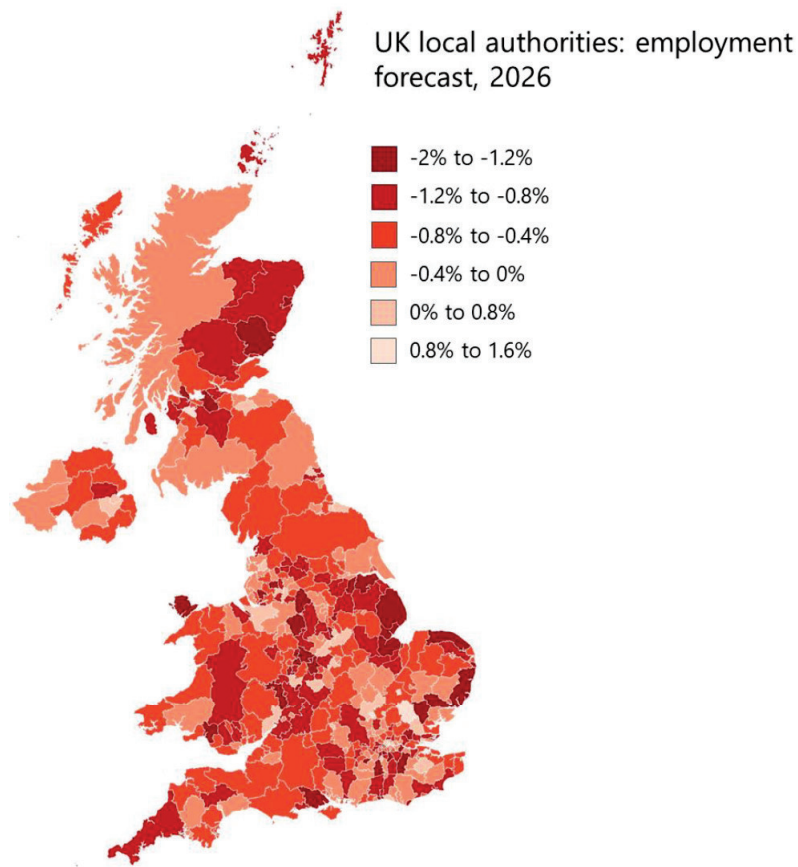 UK local authorities: employment
forecast, 2026
-2% to -1.2%
-1.2% to -0.8%
-0.8% to -0.4%
-0.4% to 0%
0% to 0.8%
0.8% to 1.6%